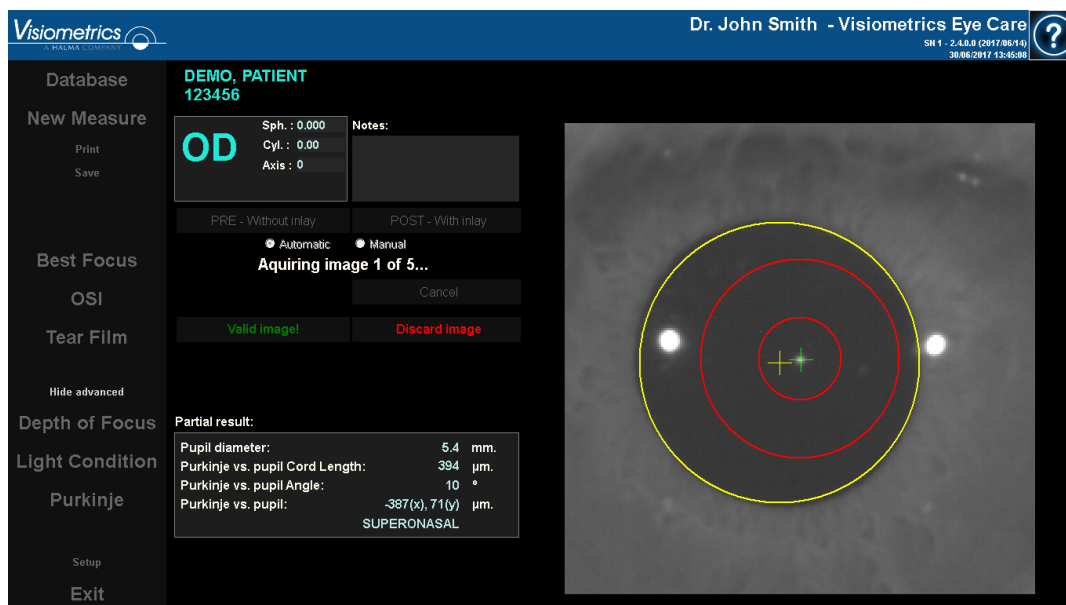 Visiometrics
A HALMA COMPANY
Dr. John Smith - Visiometrics Eye Care
SN 1 - 2.4.0.0 (2017/06/14)
30/06/2017 13:45:08
?
Database
New Measure
Print
Save
Best Focus
OSI
Tear Film
Hide advanced
Depth of Focus
Light Condition
Purkinje
Setup
Exit
DEMO, PATIENT
123456
OD
Sph. : 0.000
Cyl. : 0.00
Axis : 0
Notes:
PRE - Without inlay
POST - With inlay
Automatic
Manual
Aquiring image 1 of 5...
Cancel
Valid image!
Discard image
Partial result:
Pupil diameter: 5.4 mm.
Purkinje vs. pupil Cord Length: 394 µm.
Purkinje vs. pupil Angle: 10 º
Purkinje vs. pupil: -387(x), 71(y) µm.
SUPERONASAL